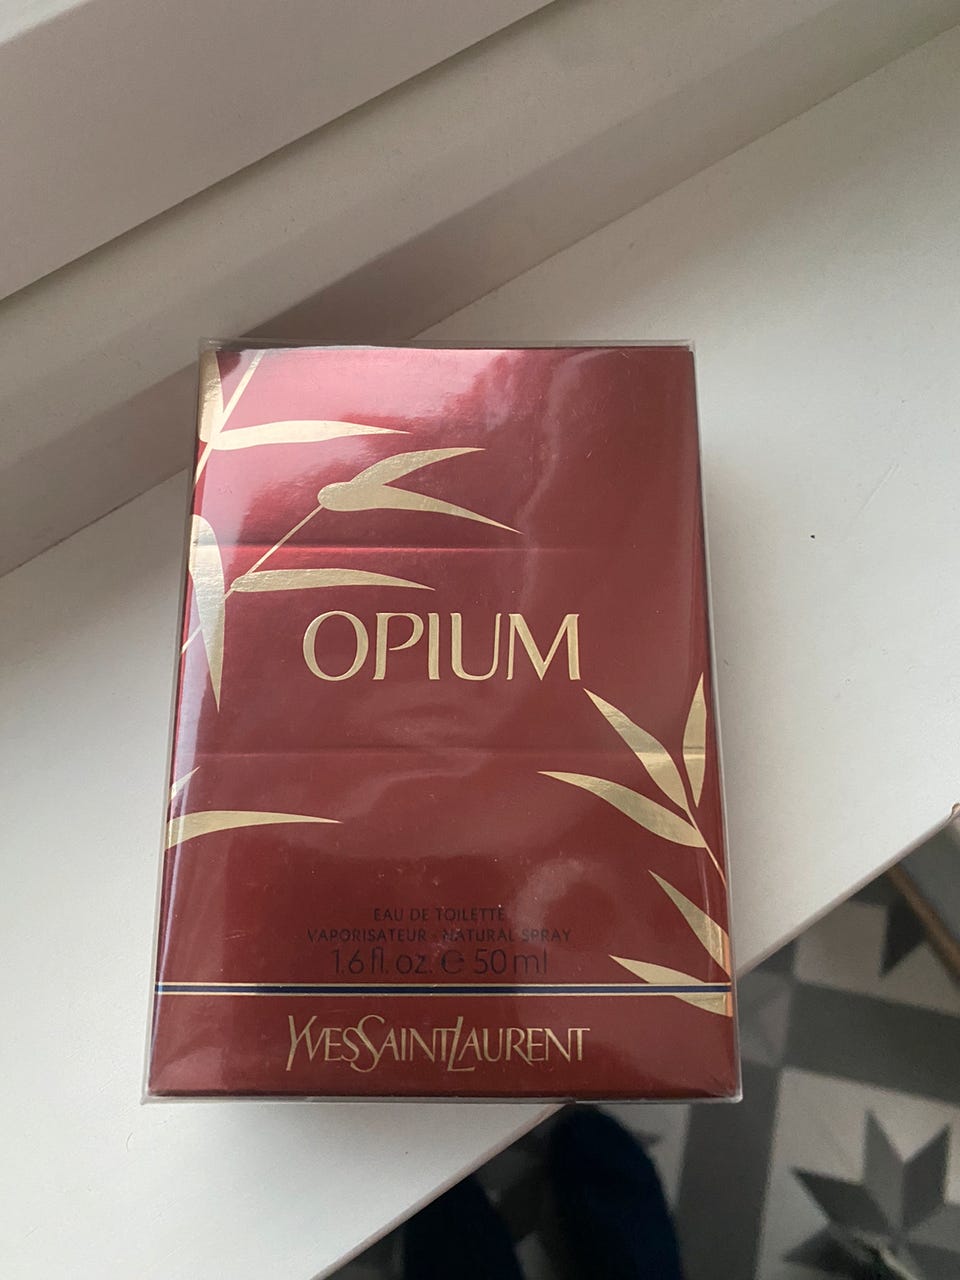 OPIUM
EAU DE TOILETTE
VAPORISATEUR - NATURAL SPRAY
1.6 fl. oz. ℮ 50 ml
YVESSAINTLAURENT